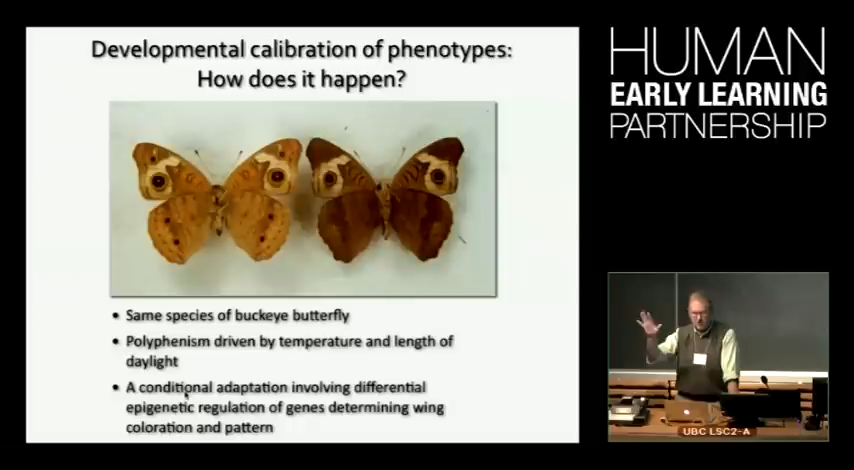 Developmental calibration of phenotypes:
How does it happen?
• Same species of buckeye butterfly
• Polyphenism driven by temperature and length of
daylight
• A conditional adaptation involving differential
epigenetic regulation of genes determining wing
coloration and pattern
HUMAN
EARLY LEARNING
PARTNERSHIP
UBC LSC2-A